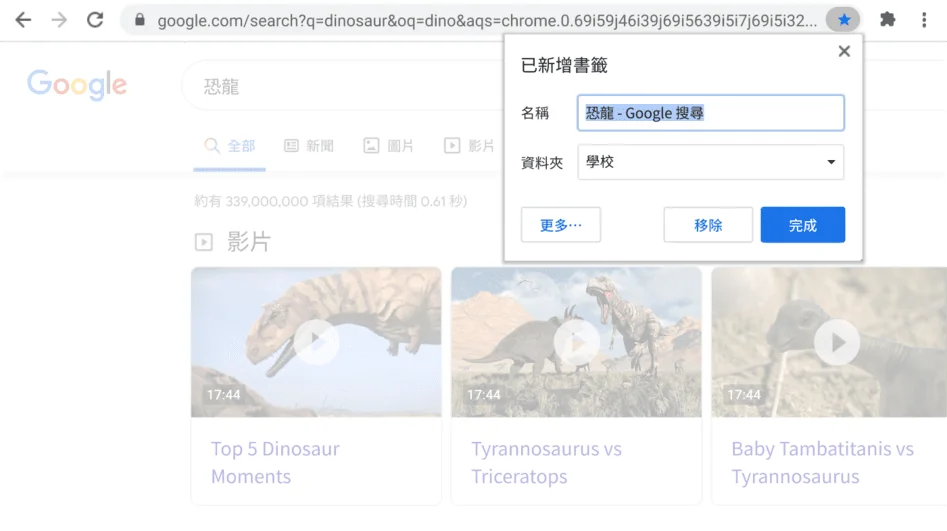 google.com/search?q=dinosaur&oq=dino&aqs=chrome.0.69i59j46i39j69i5639i5i7j69i5i32...
已新增書籤
名稱 恐龍 - Google 搜尋
資料夾 學校
更多… 移除 完成
Google 恐龍
全部 新聞 圖片 影片
約有 339,000,000 項結果 (搜尋時間 0.61 秒)
影片
17:44 17:44 17:44
Top 5 Dinosaur
Moments
Tyrannosaurus vs
Triceratops
Baby Tambatitanis vs
Tyrannosaurus